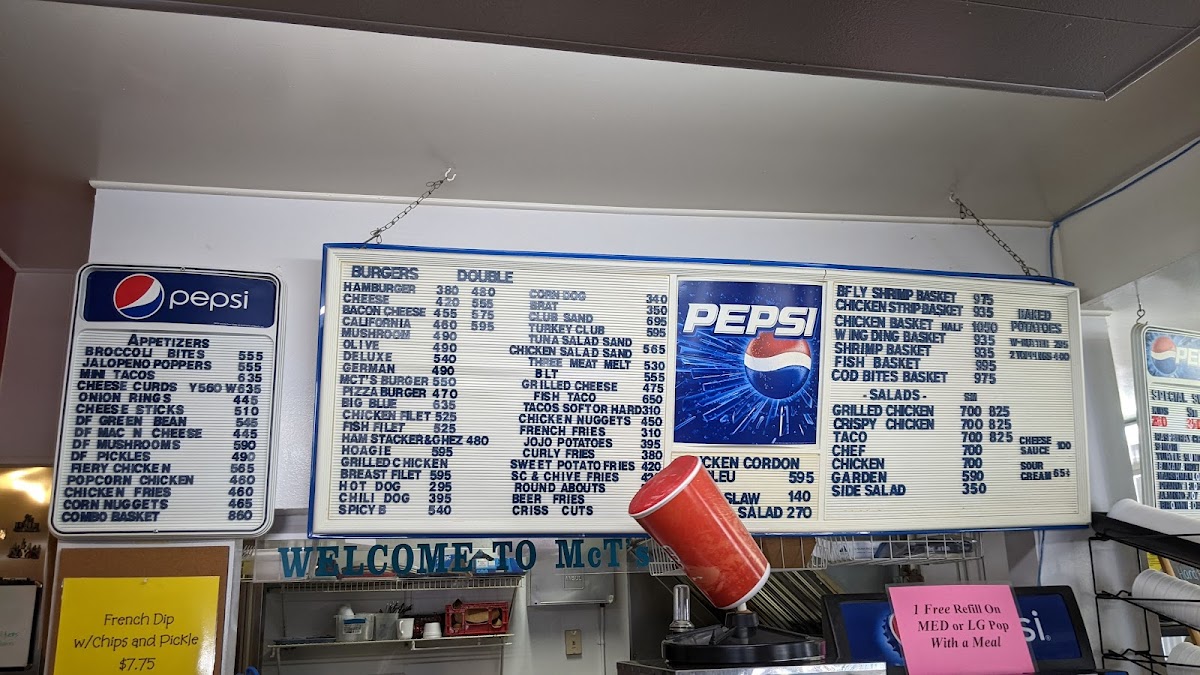 pepsi
APPETIZERS
BROCCOLI BITES 555
JALOPENO POPPERS 555
MINI TACOS 635
CHEESE CURDS Y560 W635
ONION RINGS 445
CHEESE STICKS 510
DF GREEN BEAN 545
DF MAC N CHEESE 445
DF MUSHROOMS 590
DF PICKLES 490
FIERY CHICKEN 565
POPCORN CHICKEN 460
CHICKEN FRIES 460
CORN NUGGETS 465
COMBO BASKET 860
BURGERS DOUBLE
HAMBURGER 380 480
CHEESE 420 555
BACON CHEESE 455 575
CALIFORNIA 460 595
MUSHROOM 490
OLIVE 490
DELUXE 540
GERMAN 490
MCT'S BURGER 550
PIZZA BURGER 470
BIG BLUE 635
CHICKEN FILET 525
FISH FILET 525
HAM STACKER&CHEZ 480
HOAGIE 595
GRILLED CHICKEN
BREAST FILET 595
HOT DOG 295
CHILI DOG 395
SPICY B 540
CORN DOG 340
BRAT 350
CLUB SAND 695
TURKEY CLUB 595
TUNA SALAD SAND
CHICKEN SALAD SAND 565
THREE MEAT MELT 530
BLT 555
GRILLED CHEESE 475
FISH TACO 650
TACOS SOFT OR HARD 310
CHICKEN NUGGETS 450
FRENCH FRIES 310
JOJO POTATOES 395
CURLY FRIES 380
SWEET POTATO FRIES 420
SC & CHIVE FRIES
ROUND ABOUTS
BEER FRIES
CRISS CUTS
PEPSI
CORDON
595
SLAW 140
SALAD 270
BFLY SHRIMP BASKET 975
CHICKEN STRIP BASKET 935
CHICKEN BASKET HALF 1050
WING DING BASKET 935
SHRIMP BASKET 935
FISH BASKET 995
COD BITES BASKET 975
BAKED
POTATOES
2 TOPPINGS 400
- SALADS -
GRILLED CHICKEN 700 825
CRISPY CHICKEN 700 825
TACO 700 825
CHEF 700
CHICKEN 700
GARDEN 590
SIDE SALAD 350
CHEESE
SAUCE 100
SOUR
CREAM 65¢
SPECIAL
WELCOME TO McT's
French Dip
w/Chips and Pickle
$7.75
1 Free Refill On
MED or LG Pop
With a Meal